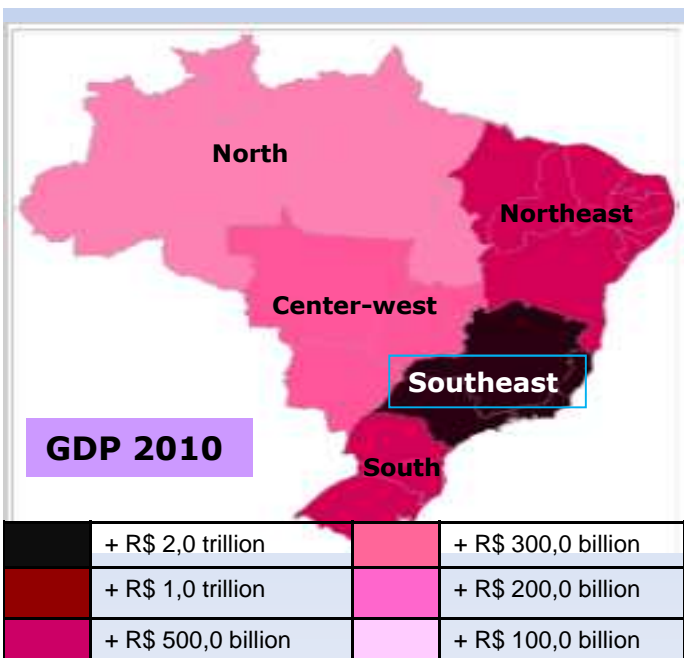 North
Northeast
Center-west
Southeast
GDP 2010
South
+ R$ 2,0 trillion
+ R$ 300,0 billion
+ R$ 1,0 trillion
+ R$ 200,0 billion
+ R$ 500,0 billion
+ R$ 100,0 billion